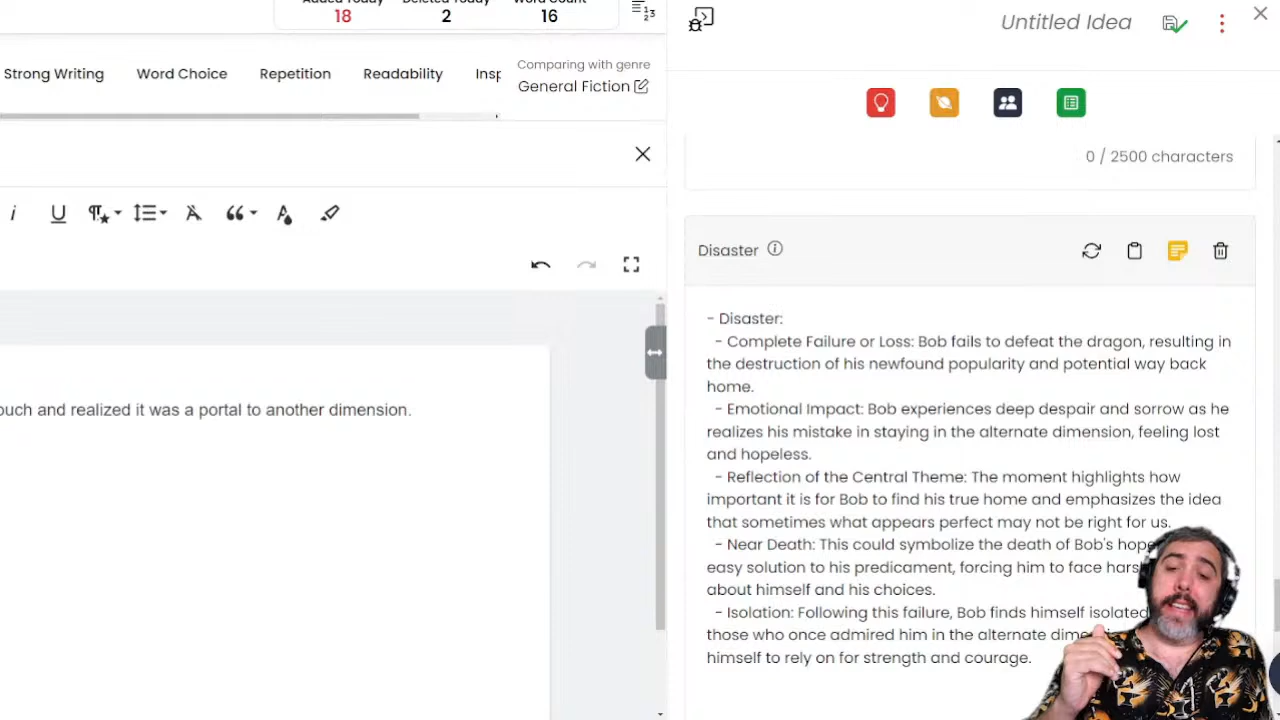 Added Today
Deleted Today
Word Count
18
2
16
Untitled Idea
Strong Writing
Word Choice
Repetition
Readability
Comparing with genre
General Fiction
0 / 2500 characters
Disaster
- Disaster:
- Complete Failure or Loss: Bob fails to defeat the dragon, resulting in
the destruction of his newfound popularity and potential way back
home.
- Emotional Impact: Bob experiences deep despair and sorrow as he
realizes his mistake in staying in the alternate dimension, feeling lost
and hopeless.
- Reflection of the Central Theme: The moment highlights how
important it is for Bob to find his true home and emphasizes the idea
that sometimes what appears perfect may not be right for us.
- Near Death: This could symbolize the death of Bob's
easy solution to his predicament, forcing him to face
about himself and his choices.
- Isolation: Following this failure, Bob finds himself isolated
those who once admired him in the alternate
himself to rely on for strength and courage.
and realized it was a portal to another dimension.